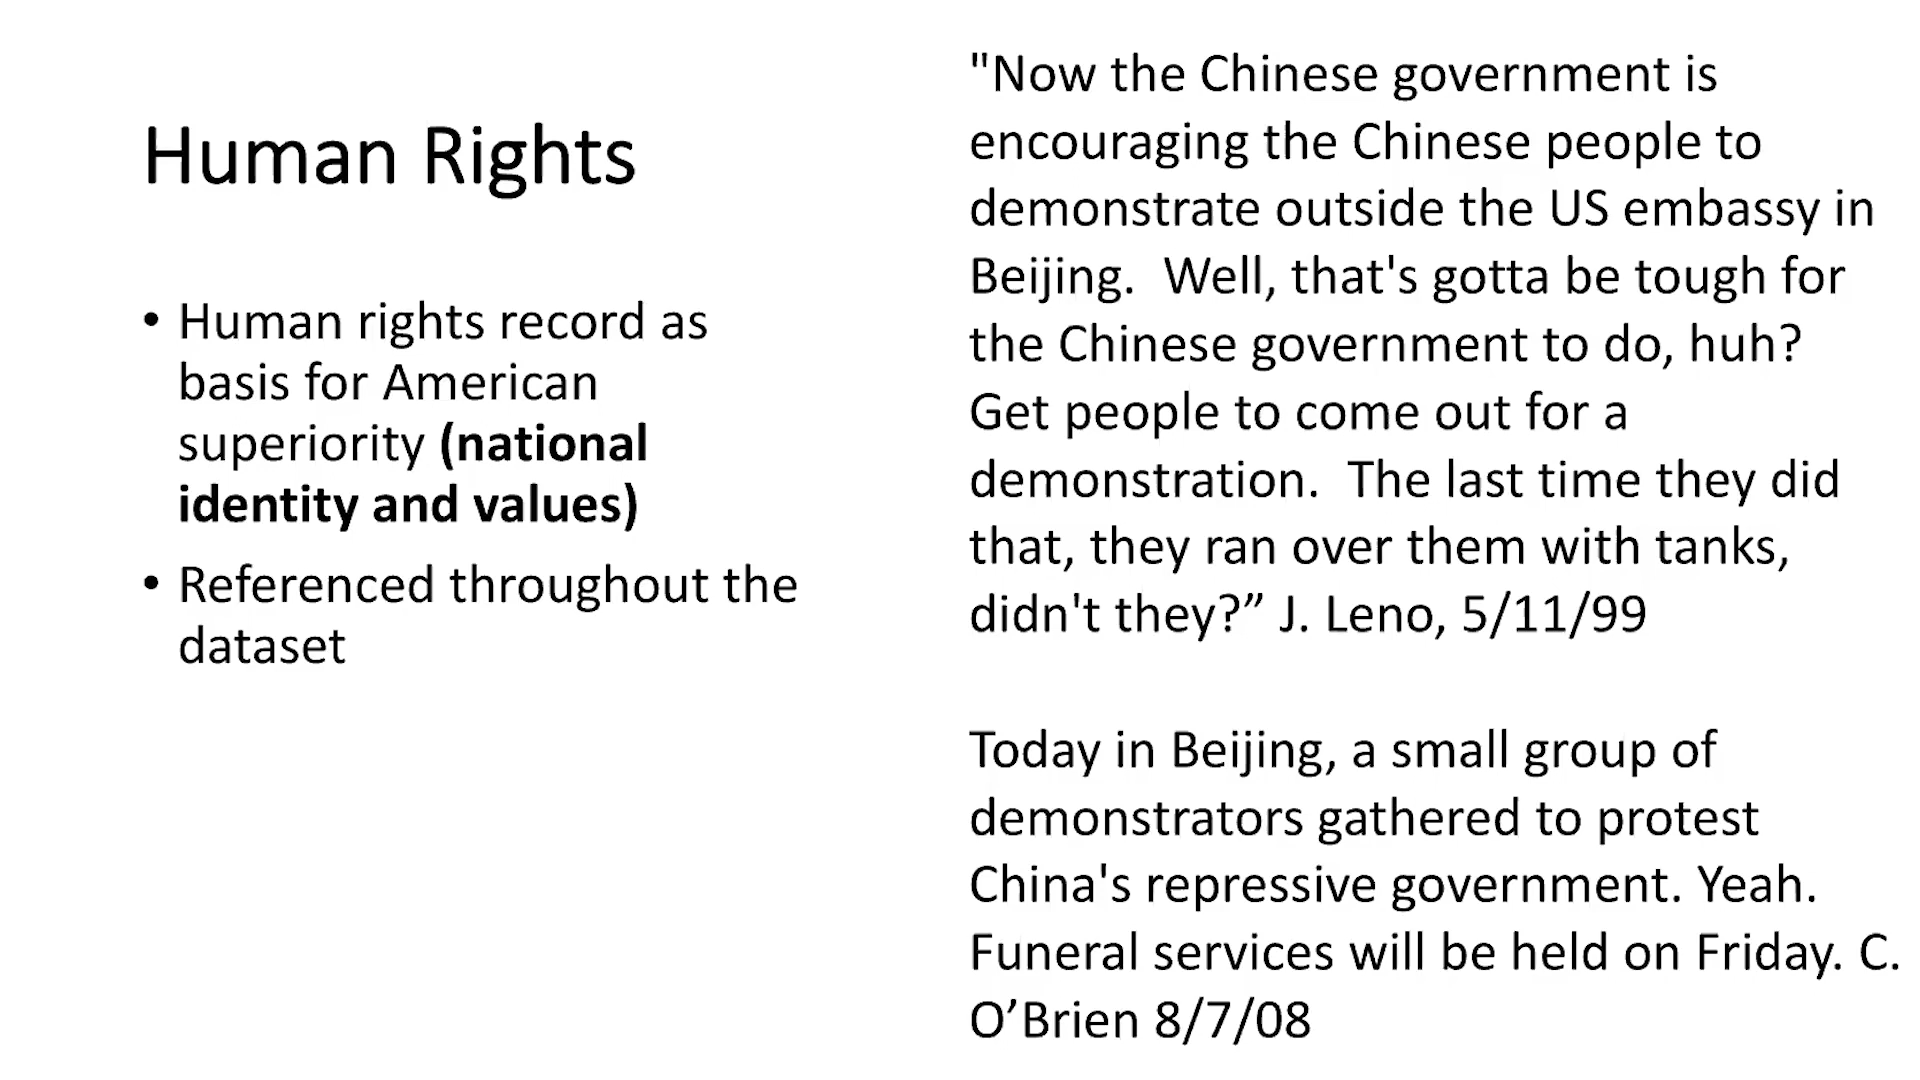 Human Rights
• Human rights record as
basis for American
superiority (national
identity and values)
• Referenced throughout the
dataset
"Now the Chinese government is
encouraging the Chinese people to
demonstrate outside the US embassy in
Beijing.  Well, that's gotta be tough for
the Chinese government to do, huh?
Get people to come out for a
demonstration.  The last time they did
that, they ran over them with tanks,
didn't they?” J. Leno, 5/11/99
Today in Beijing, a small group of
demonstrators gathered to protest
China's repressive government. Yeah.
Funeral services will be held on Friday. C.
O’Brien 8/7/08